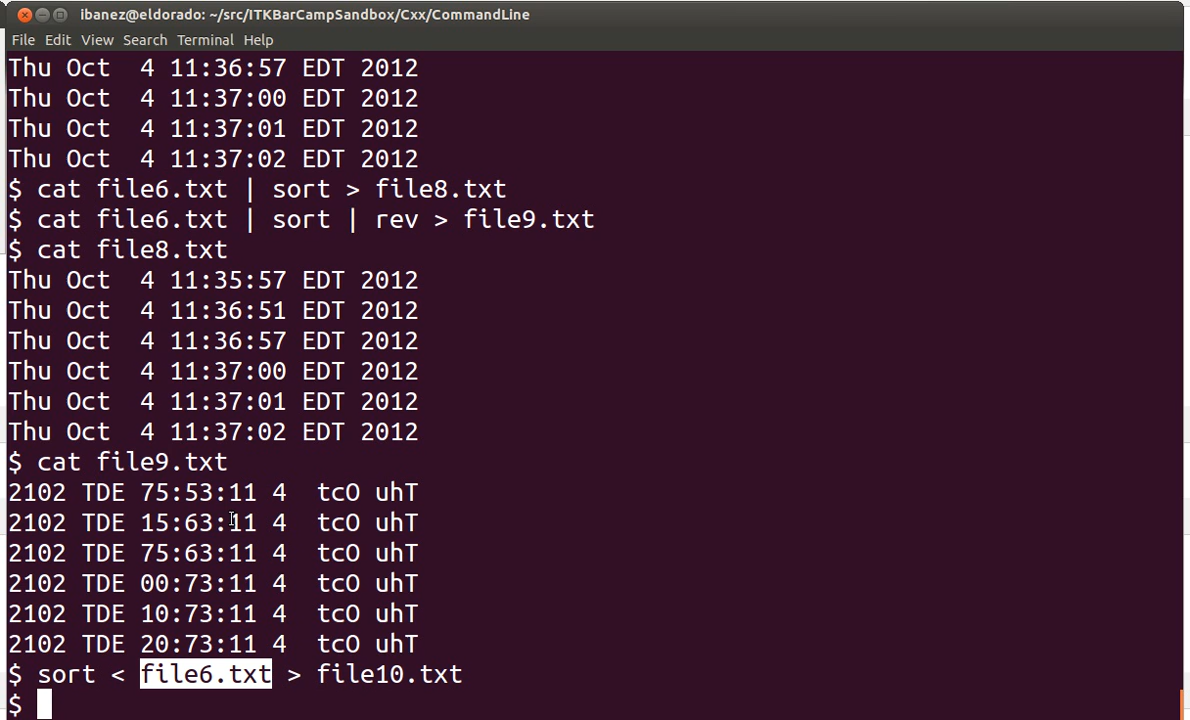 ibanez@eldorado: ~/src/ITKBarCampSandbox/Cxx/CommandLine
File Edit View Search Terminal Help
Thu Oct  4 11:36:57 EDT 2012
Thu Oct  4 11:37:00 EDT 2012
Thu Oct  4 11:37:01 EDT 2012
Thu Oct  4 11:37:02 EDT 2012
$ cat file6.txt | sort > file8.txt
$ cat file6.txt | sort | rev > file9.txt
$ cat file8.txt
Thu Oct  4 11:35:57 EDT 2012
Thu Oct  4 11:36:51 EDT 2012
Thu Oct  4 11:36:57 EDT 2012
Thu Oct  4 11:37:00 EDT 2012
Thu Oct  4 11:37:01 EDT 2012
Thu Oct  4 11:37:02 EDT 2012
$ cat file9.txt
2102 TDE 75:53:11 4  tcO uhT
2102 TDE 15:63:11 4  tcO uhT
2102 TDE 75:63:11 4  tcO uhT
2102 TDE 00:73:11 4  tcO uhT
2102 TDE 10:73:11 4  tcO uhT
2102 TDE 20:73:11 4  tcO uhT
$ sort < file6.txt > file10.txt
$